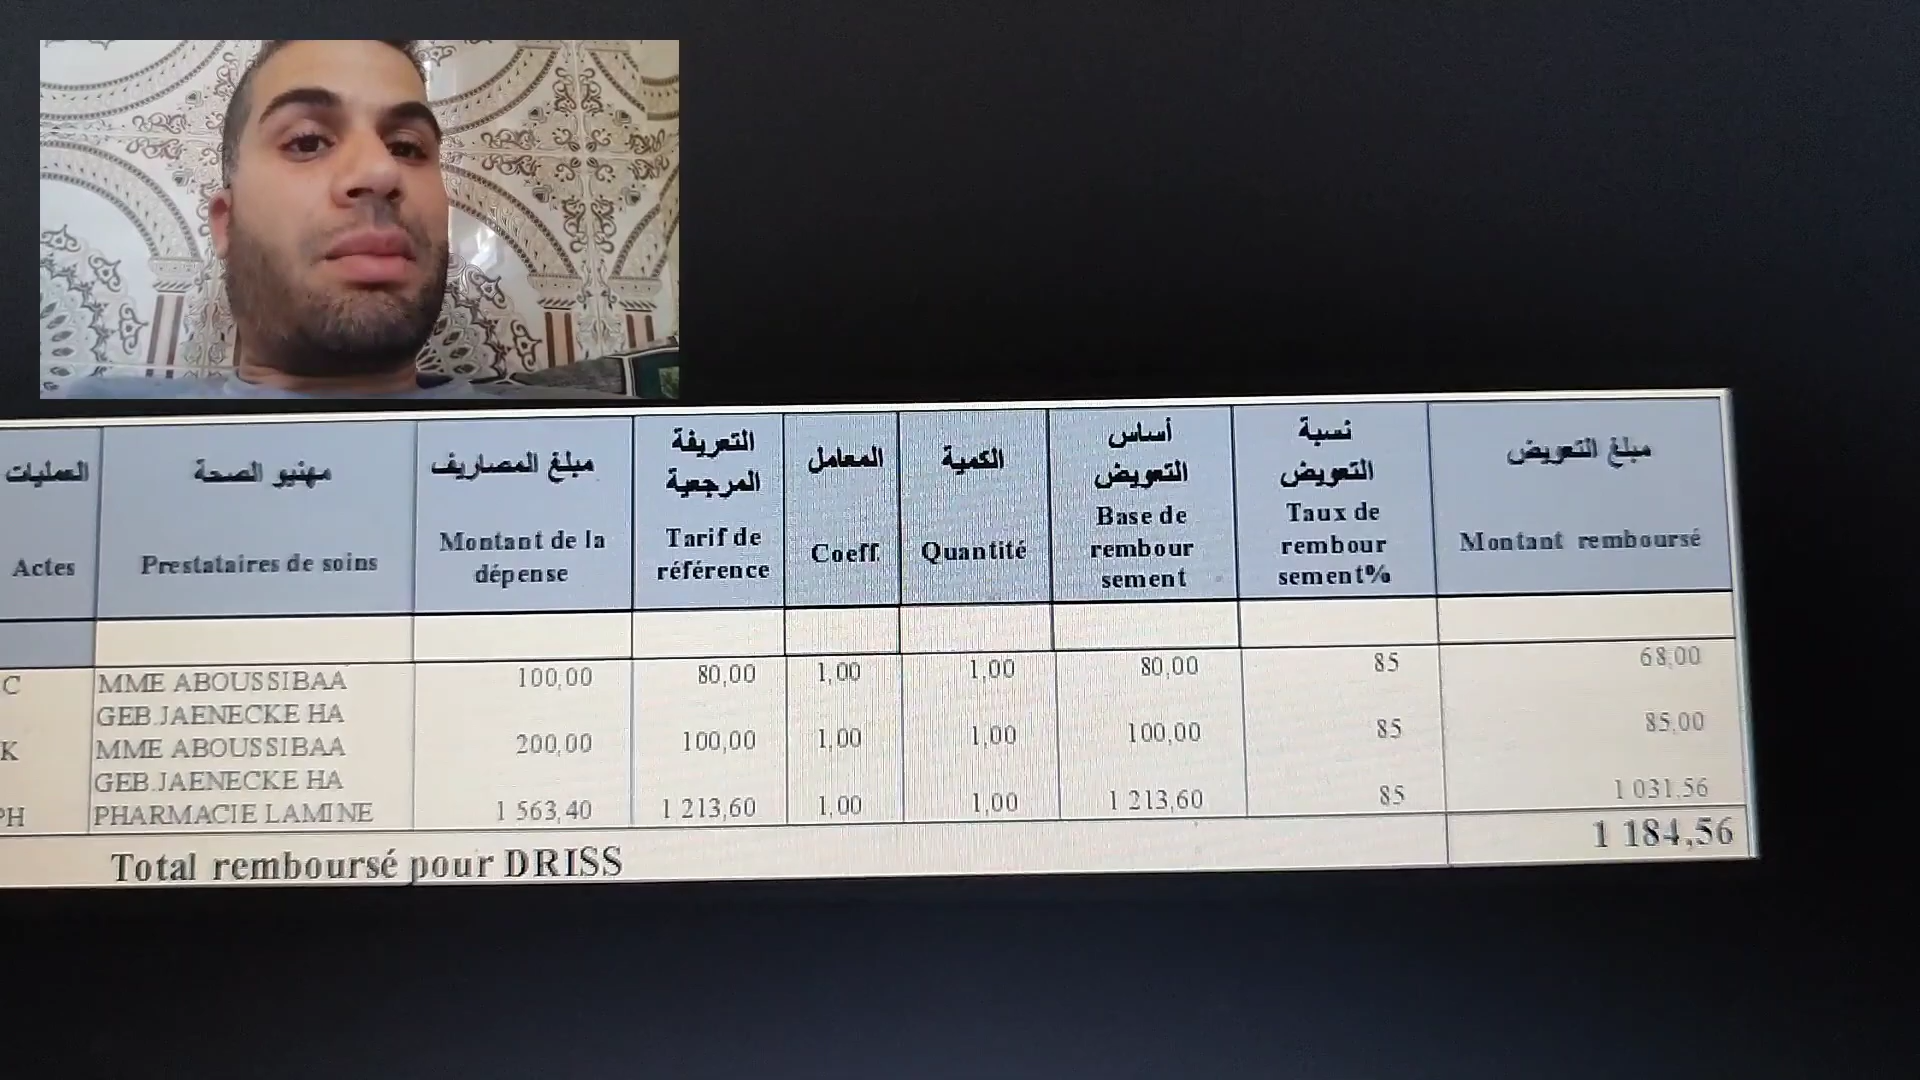 العمليات
Actes
مهنيو الصحة
Prestataires de soins
مبلغ المصاريف
Montant de la
dépense
التعريفة
المرجعية
Tarif de
référence
المعامل
Coeff.
الكمية
Quantité
أساس
التعويض
Base de
rembour
sement
نسبة
التعويض
Taux de
rembour
sement%
مبلغ التعويض
Montant remboursé
C MME ABOUSSIBAA 100,00 80,00 1,00 1,00 80,00 85 68,00
GEB.JAENECKE HA
K MME ABOUSSIBAA 200,00 100,00 1,00 1,00 100,00 85 85,00
GEB.JAENECKE HA
PH PHARMACIE LAMINE 1 563,40 1 213,60 1,00 1,00 1 213,60 85 1 031,56
Total remboursé pour DRISS 1 184,56